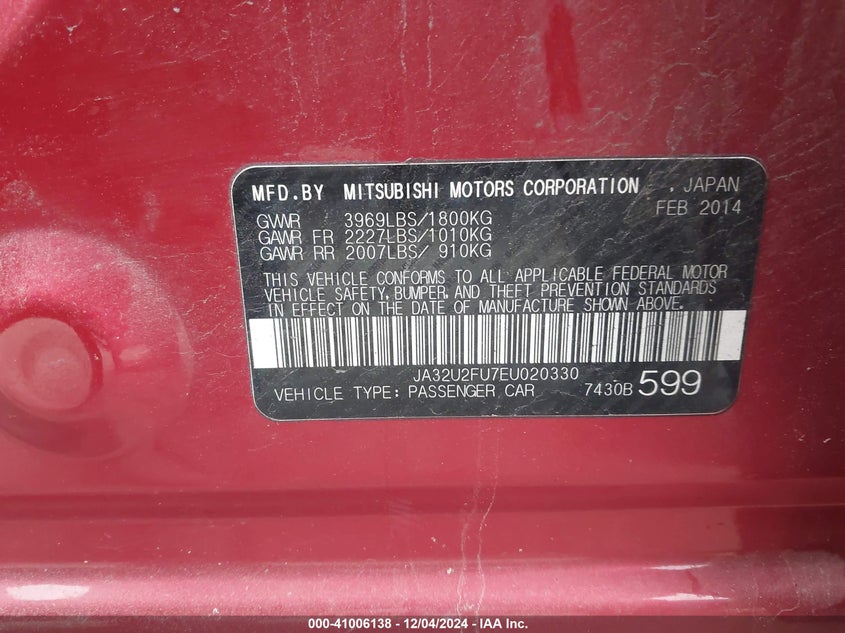 MFD.BY MITSUBISHI MOTORS CORPORATION , JAPAN
FEB 2014
GVWR 3969LBS/1800KG
GAWR FR 2227LBS/1010KG
GAWR RR 2007LBS/ 910KG
THIS VEHICLE CONFORMS TO ALL APPLICABLE FEDERAL MOTOR
VEHICLE SAFETY, BUMPER, AND THEFT PREVENTION STANDARDS
IN EFFECT ON THE DATE OF MANUFACTURE SHOWN ABOVE.
JA32U2FU7EU020330
VEHICLE TYPE: PASSENGER CAR 7430B 599
000-41006138 - 12/04/2024 - IAA Inc.